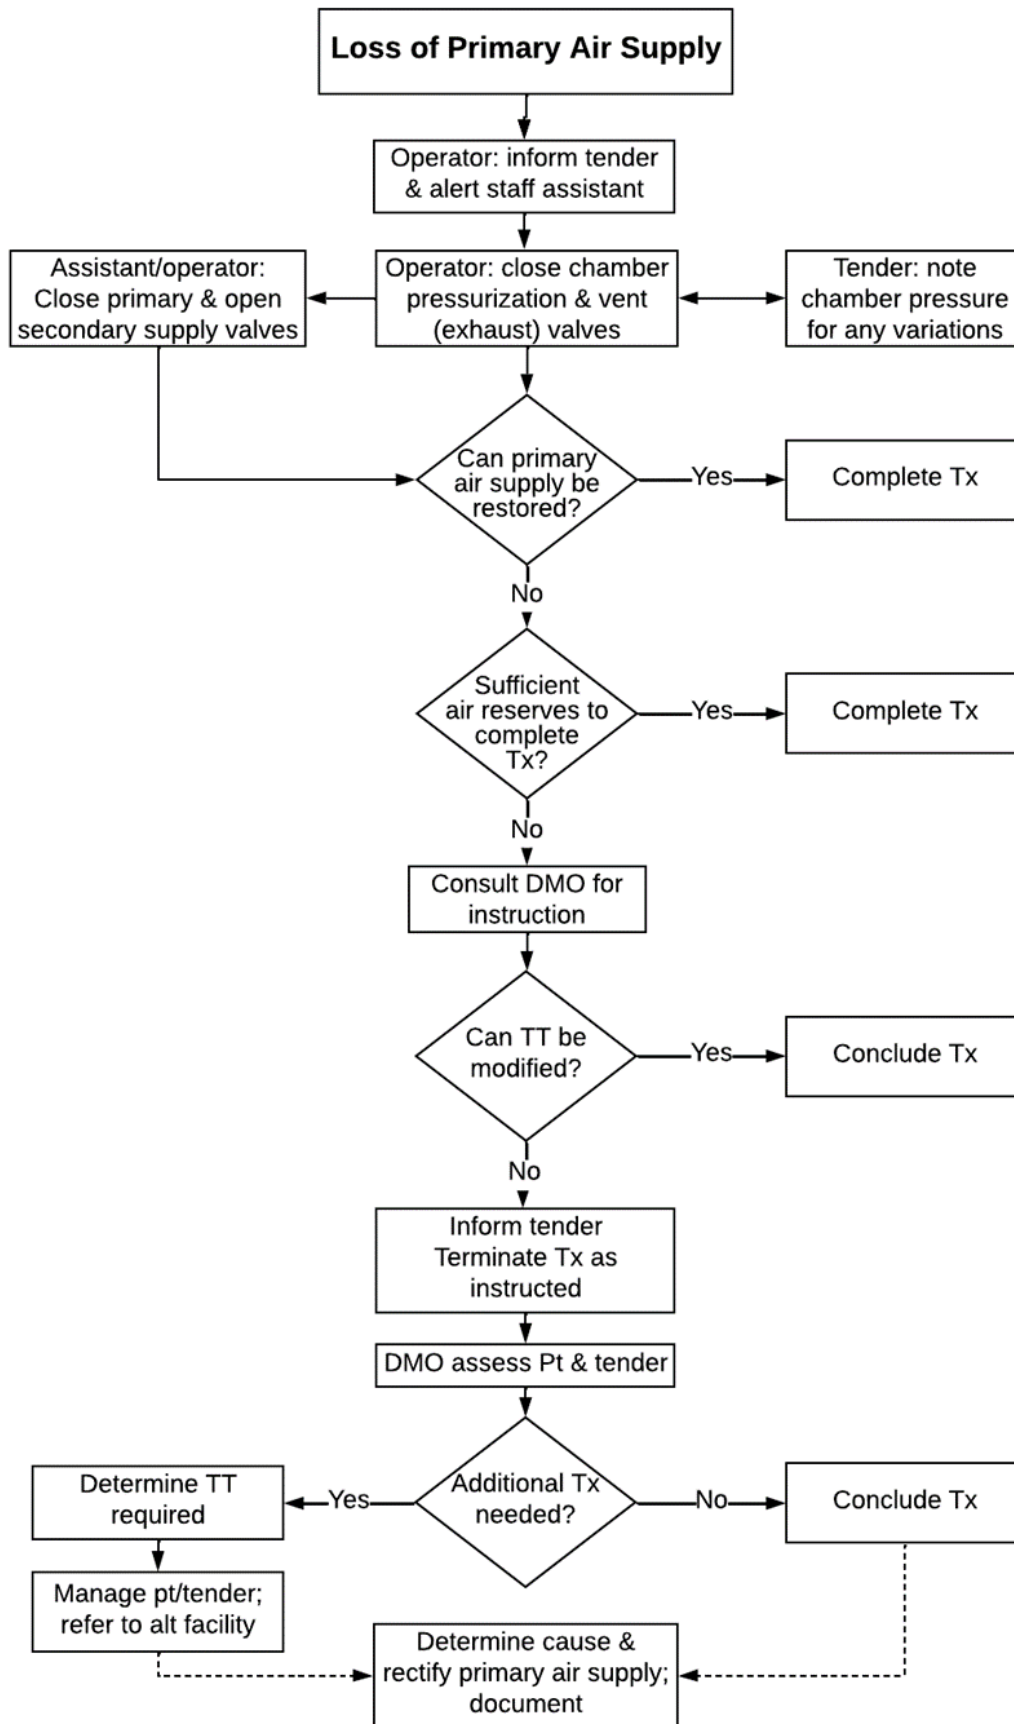 Loss of Primary Air Supply
Operator: inform tender
& alert staff assistant
Assistant/operator:
Close primary & open
secondary supply valves
Operator: close chamber
pressurization & vent
(exhaust) valves
Tender: note
chamber pressure
for any variations
Can primary
air supply be
restored?
Yes
Complete Tx
No
Sufficient
air reserves to
complete
Tx?
Yes
Complete Tx
No
Consult DMO for
instruction
Can TT be
modified?
Yes
Conclude Tx
No
Inform tender
Terminate Tx as
instructed
DMO assess Pt & tender
Additional Tx
needed?
Yes
Determine TT
required
No
Conclude Tx
Manage pt/tender;
refer to alt facility
Determine cause &
rectify primary air supply;
document